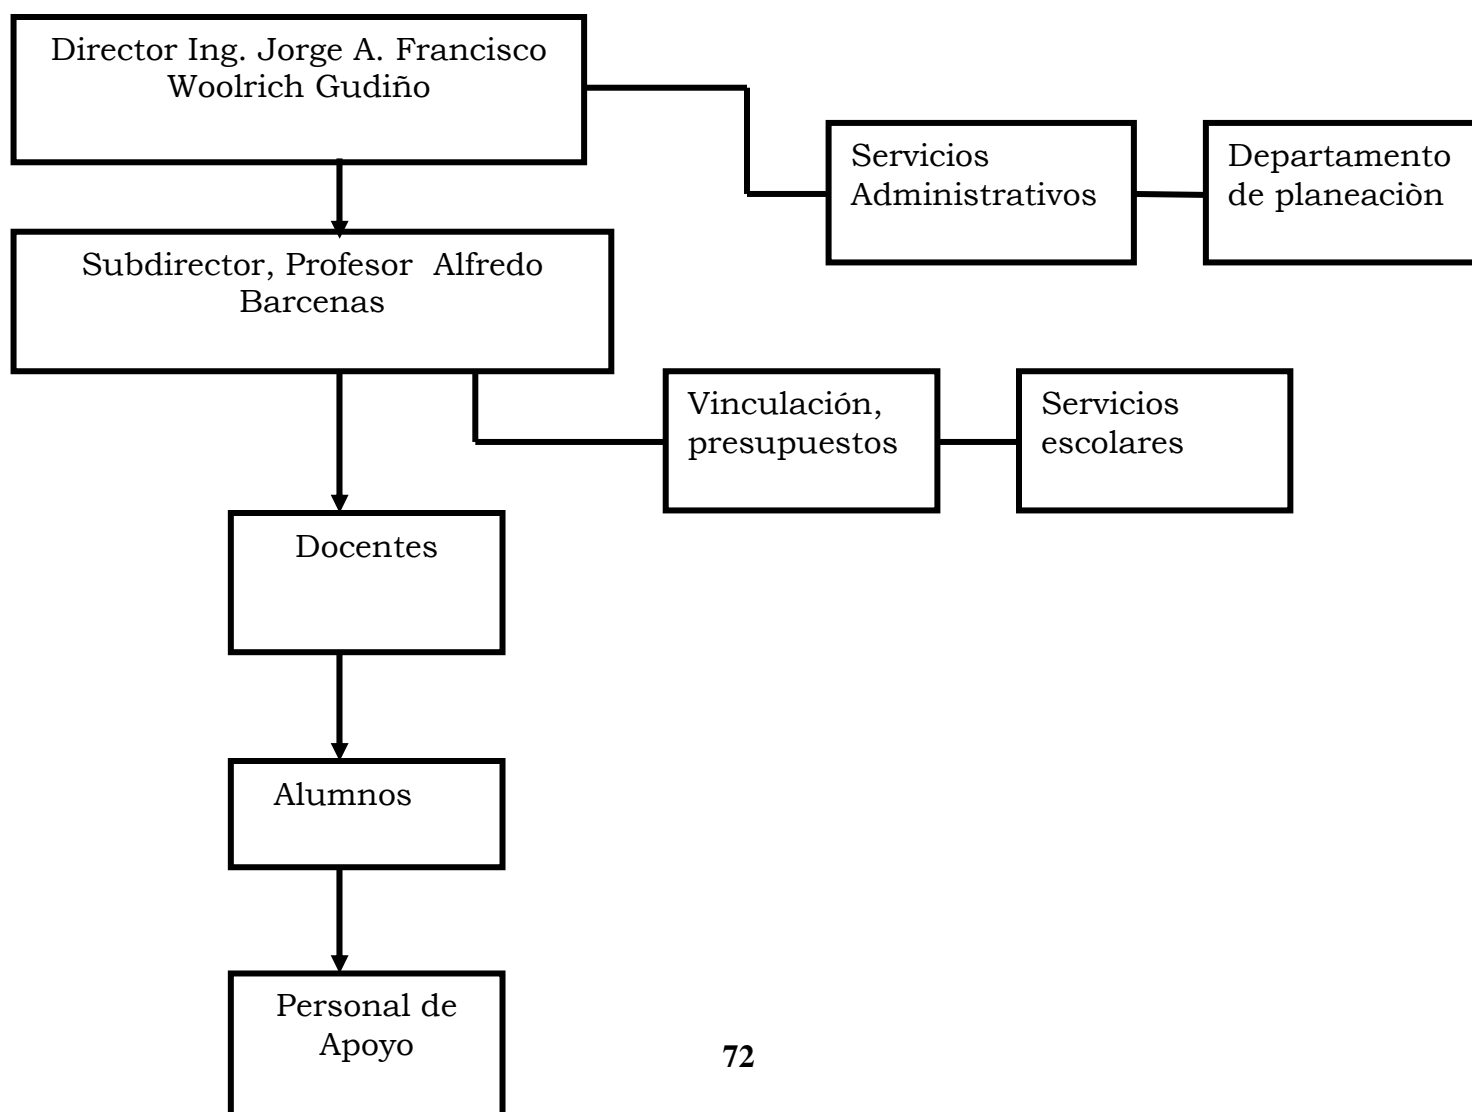 Director Ing. Jorge A. Francisco
Woolrich Gudiño
Servicios
Administrativos
Departamento
de planeaciòn
Subdirector, Profesor  Alfredo
Barcenas
Vinculación,
presupuestos
Servicios
escolares
Docentes
Alumnos
Personal de
Apoyo
72